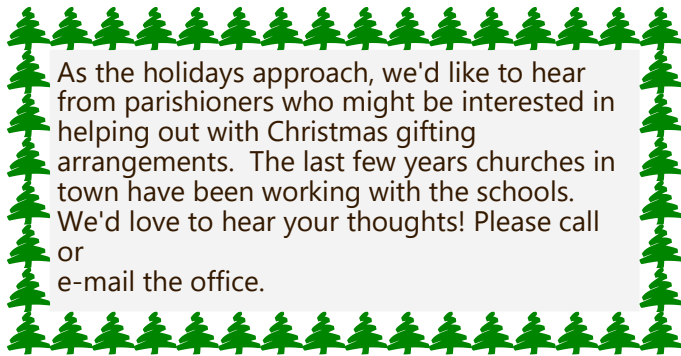 As the holidays approach, we'd like to hear
from parishioners who might be interested in
helping out with Christmas gifting
arrangements.  The last few years churches in
town have been working with the schools.
We'd love to hear your thoughts! Please call
or
e-mail the office.